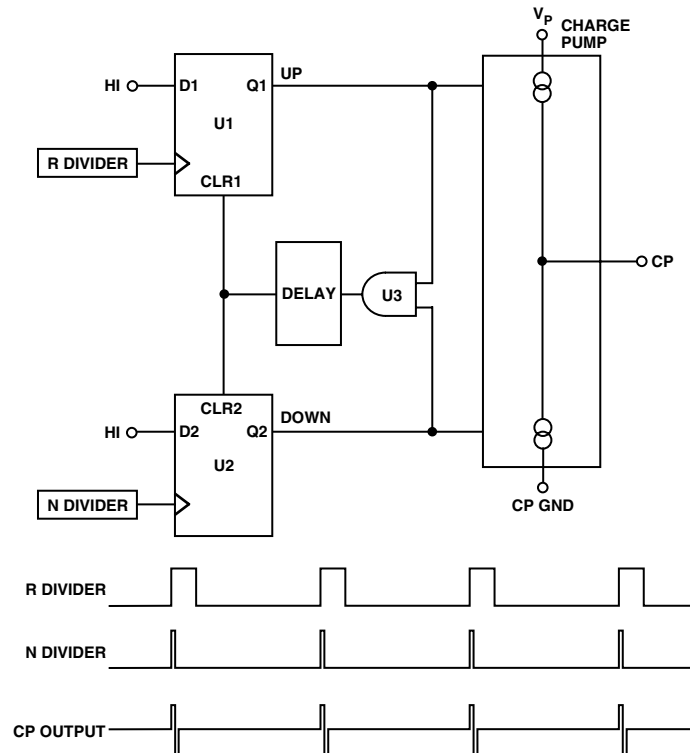 VP
CHARGE
PUMP
HI
D1
Q1
UP
U1
R DIVIDER
CLR1
DELAY
U3
CP
CLR2
DOWN
HI
D2
Q2
U2
N DIVIDER
CP GND
R DIVIDER
N DIVIDER
CP OUTPUT